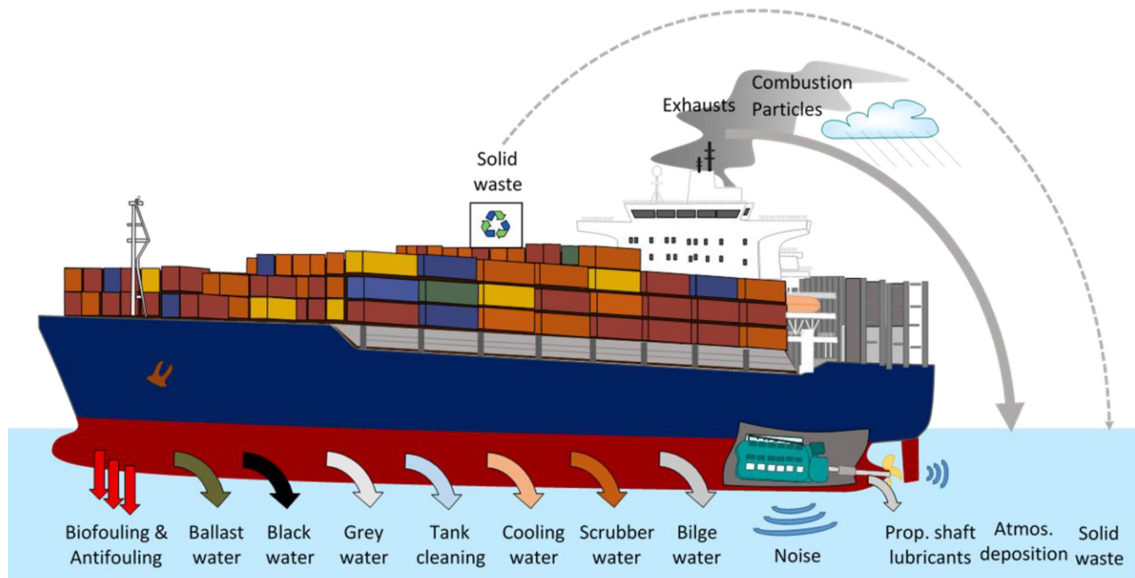 Combustion
Particles
Exhausts
Solid
waste
Biofouling &
Antifouling
Ballast
water
Black
water
Grey
water
Tank
cleaning
Cooling
water
Scrubber
water
Bilge
water
Noise
Prop. shaft
lubricants
Atmos.
deposition
Solid
waste